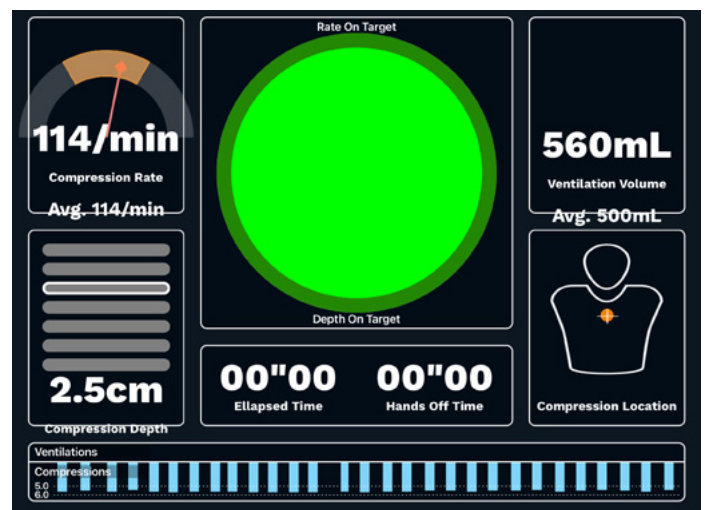 114/min
Compression Rate
Avg. 114/min
Rate On Target
Depth On Target
560mL
Ventilation Volume
Avg. 500mL
2.5cm
Compression Depth
00"00
Ellapsed Time
00"00
Hands Off Time
Compression Location
Ventilations
Compressions
5.0
6.0